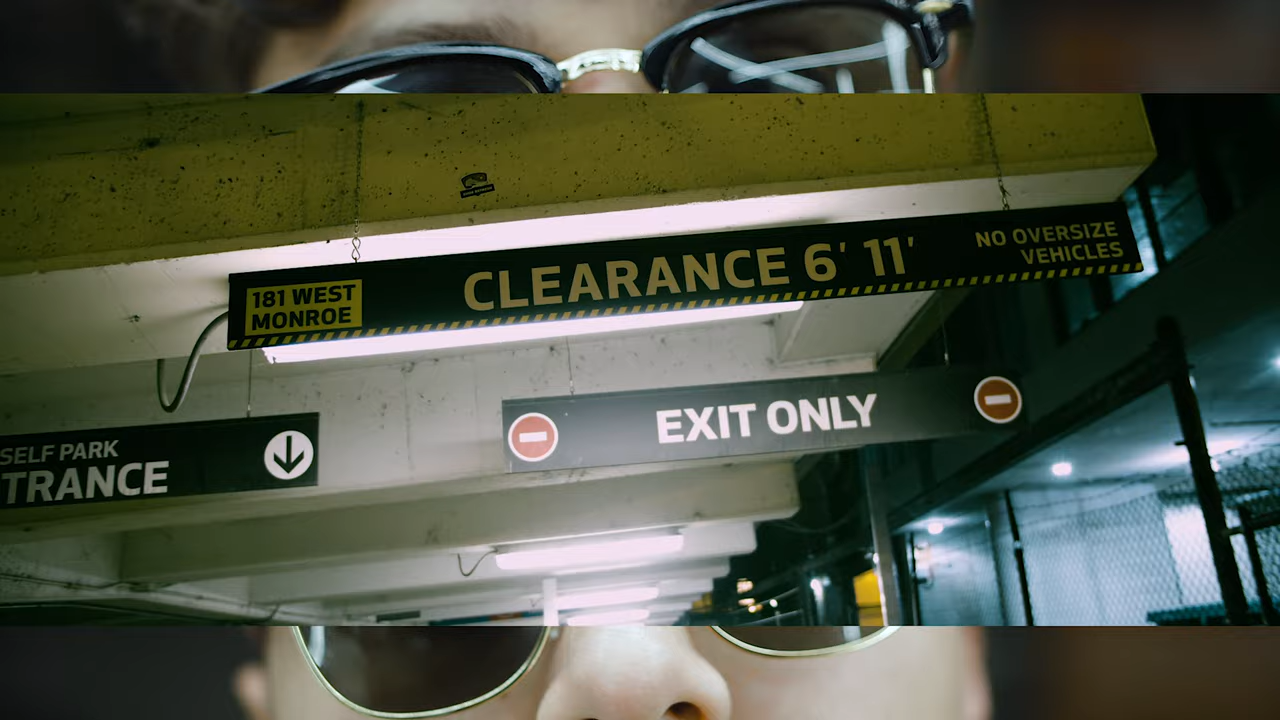 181 WEST
MONROE
CLEARANCE 6' 11'
NO OVERSIZE
VEHICLES
SELF PARK
TRANCE
EXIT ONLY